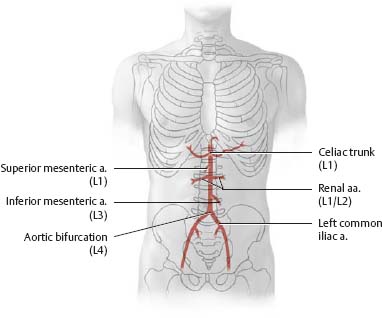 Superior mesenteric a.
(L1)
Inferior mesenteric a.
(L3)
Aortic bifurcation
(L4)
Celiac trunk
(L1)
Renal aa.
(L1/L2)
Left common
iliac a.